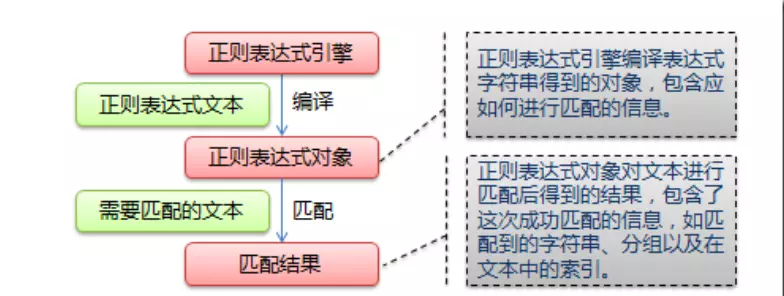 正则表达式引擎
正则表达式文本
编译
正则表达式对象
需要匹配的文本
匹配
匹配结果
正则表达式引擎编译表达式
字符串得到的对象，包含应
如何进行匹配的信息。
正则表达式对象对文本进行
匹配后得到的结果，包含了
这次成功匹配的信息，如匹
配到的字符串、分组以及在
文本中的索引。